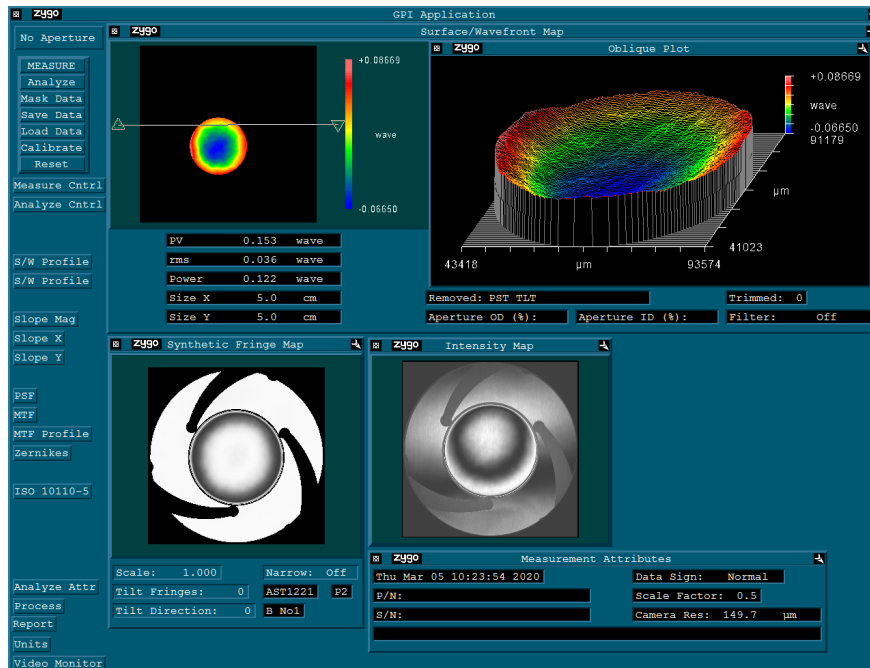 zygo GPI Application
No Aperture
MEASURE
Analyze
Mask Data
Save Data
Load Data
Calibrate
Reset
Measure Cntrl
Analyze Cntrl
S/W Profile
S/W Profile
Slope Mag
Slope X
Slope Y
PSF
MTF
MTF Profile
Zernikes
ISO 10110-5
Analyze Attr
Process
Report
Units
Video Monitor
zygo Surface/Wavefront Map
+0.08669
wave
-0.06650
PV 0.153 wave
rms 0.036 wave
Power 0.122 wave
Size X 5.0 cm
Size Y 5.0 cm
zygo Oblique Plot
+0.08669
wave
-0.06650
91179
µm
41023
43418 µm 93574
Removed: PST TLT Trimmed: 0
Aperture OD (%): Aperture ID (%): Filter: Off
zygo Synthetic Fringe Map
Scale: 1.000 Narrow: Off
Tilt Fringes: 0 AST1221 P2
Tilt Direction: 0 B No1
zygo Intensity Map
zygo Measurement Attributes
Thu Mar 05 10:23:54 2020 Data Sign: Normal
P/N: Scale Factor: 0.5
S/N: Camera Res: 149.7 µm